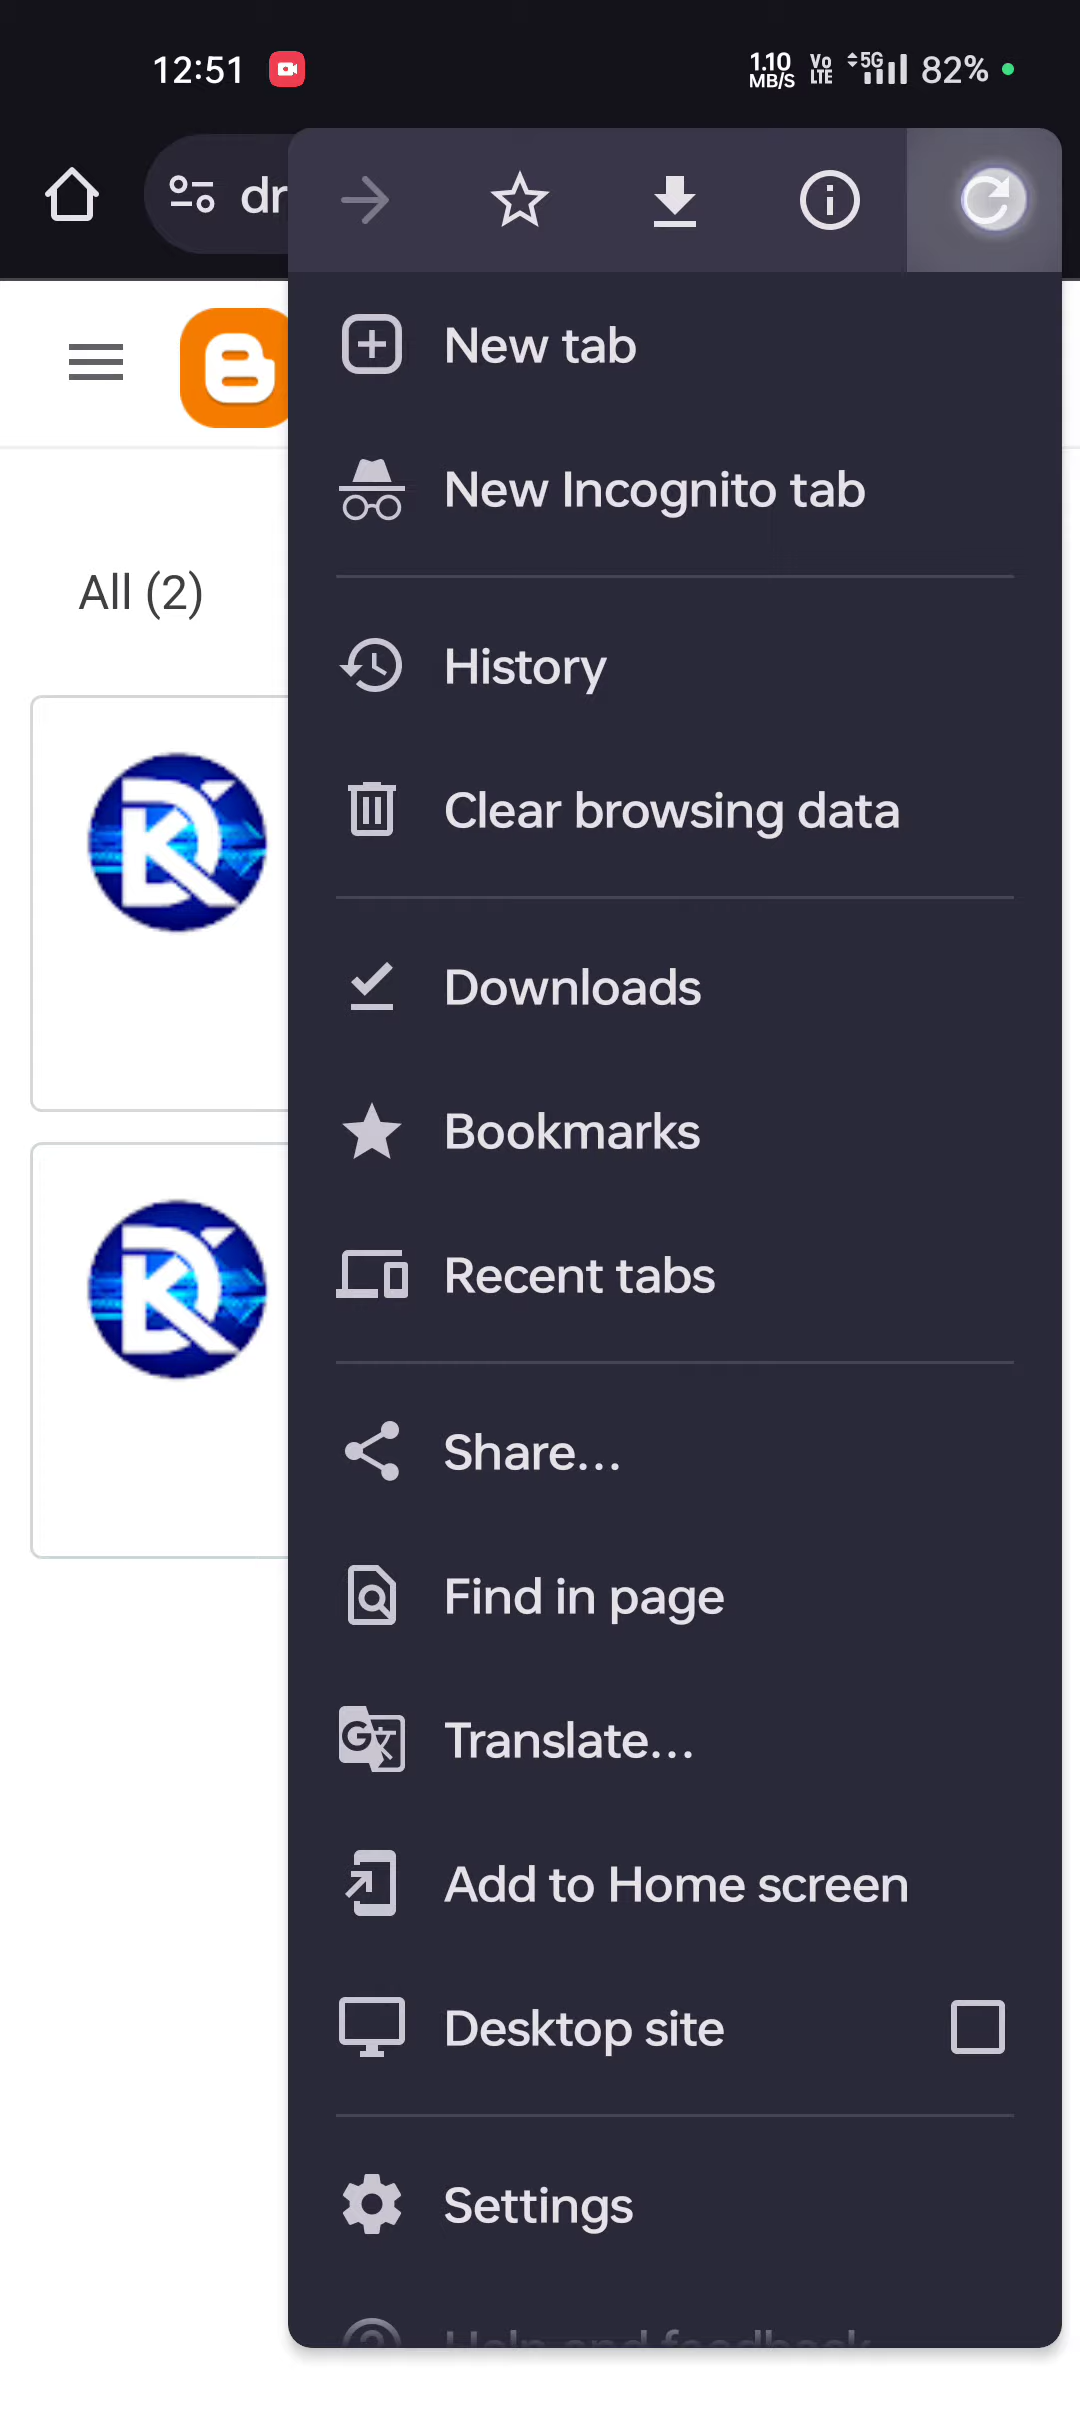 12:51
1.10 MB/S
Vo LTE
5G
82%
dr
New tab
New Incognito tab
All (2)
History
Clear browsing data
Downloads
Bookmarks
Recent tabs
Share...
Find in page
Translate...
Add to Home screen
Desktop site
Settings
Help and feedback